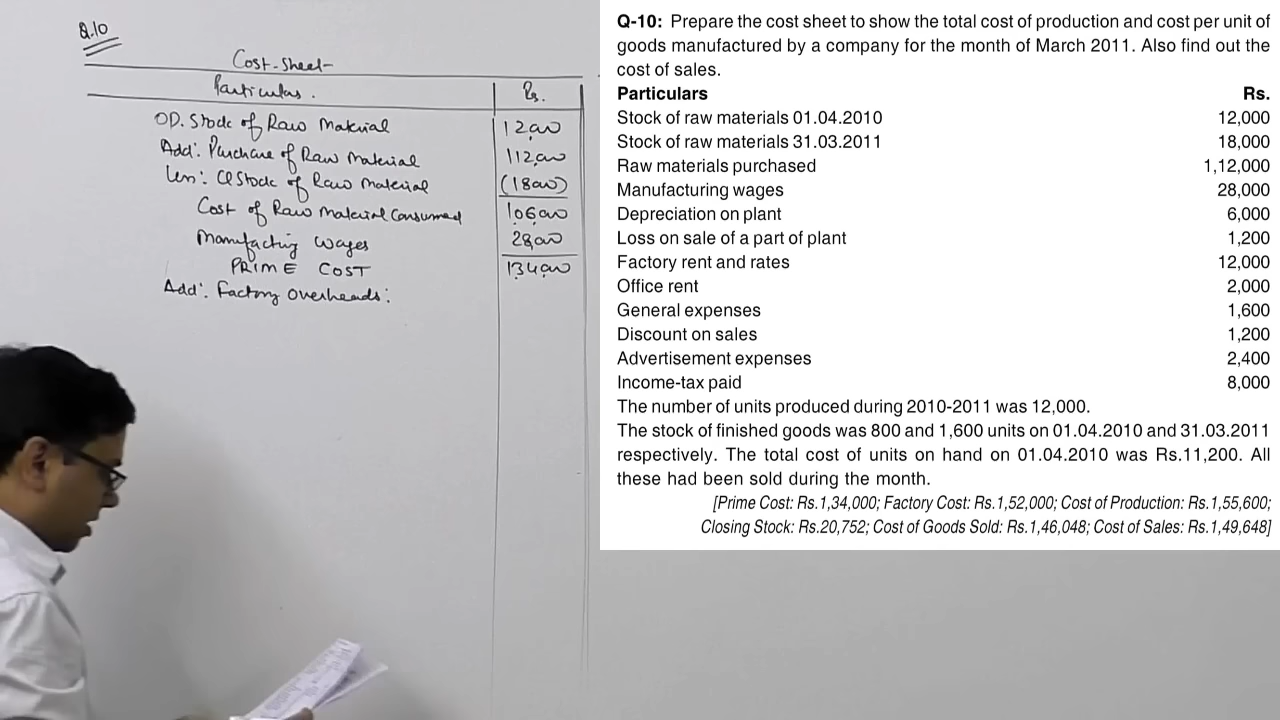 Q.10
Cost-Sheet-
Particulars. Rs.
OP. Stock of Raw Material 12,000
Add: Purchase of Raw Material 112,000
Less: Cl Stock of Raw Material (18000)
Cost of Raw Material Consumed 106,000
Manufacting Wages 28,000
PRIME COST 134,000
Add: Factory Overheads:
Q-10: Prepare the cost sheet to show the total cost of production and cost per unit of
goods manufactured by a company for the month of March 2011. Also find out the
cost of sales.
Particulars Rs.
Stock of raw materials 01.04.2010 12,000
Stock of raw materials 31.03.2011 18,000
Raw materials purchased 1,12,000
Manufacturing wages 28,000
Depreciation on plant 6,000
Loss on sale of a part of plant 1,200
Factory rent and rates 12,000
Office rent 2,000
General expenses 1,600
Discount on sales 1,200
Advertisement expenses 2,400
Income-tax paid 8,000
The number of units produced during 2010-2011 was 12,000.
The stock of finished goods was 800 and 1,600 units on 01.04.2010 and 31.03.2011
respectively. The total cost of units on hand on 01.04.2010 was Rs.11,200. All
these had been sold during the month.
[Prime Cost: Rs.1,34,000; Factory Cost: Rs.1,52,000; Cost of Production: Rs.1,55,600;
Closing Stock: Rs.20,752; Cost of Goods Sold: Rs.1,46,048; Cost of Sales: Rs.1,49,648]